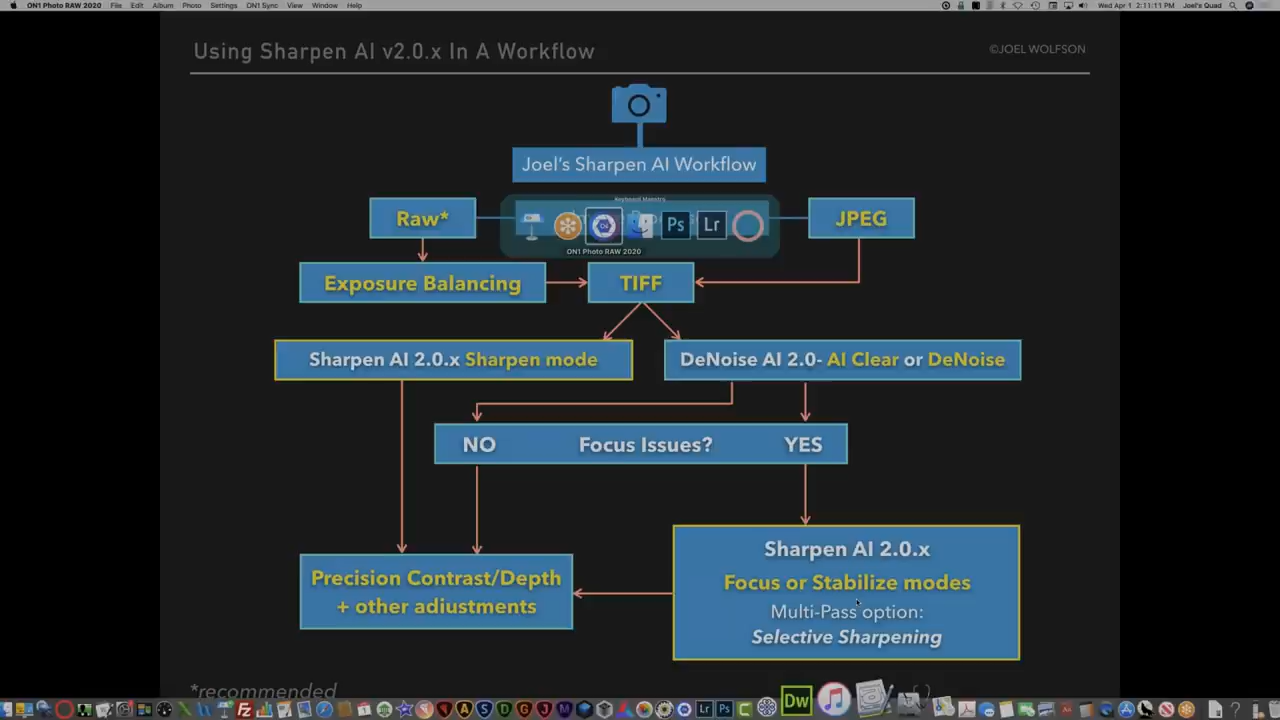 ON1 Photo RAW 2020 File Edit Album Photo Settings ON1 Sync View Window Help Wed Apr 1 2:11:11 PM Joel's Quad
Using Sharpen AI v2.0.x In A Workflow
©JOEL WOLFSON
Joel's Sharpen AI Workflow
Keyboard Maestro
Raw*
Ps
Lr
JPEG
ON1 Photo RAW 2020
Exposure Balancing
TIFF
Sharpen AI 2.0.x Sharpen mode
DeNoise AI 2.0- AI Clear or DeNoise
NO Focus Issues? YES
Sharpen AI 2.0.x
Focus or Stabilize modes
Multi-Pass option:
Selective Sharpening
Precision Contrast/Depth
+ other adjustments
*recommended
Dw